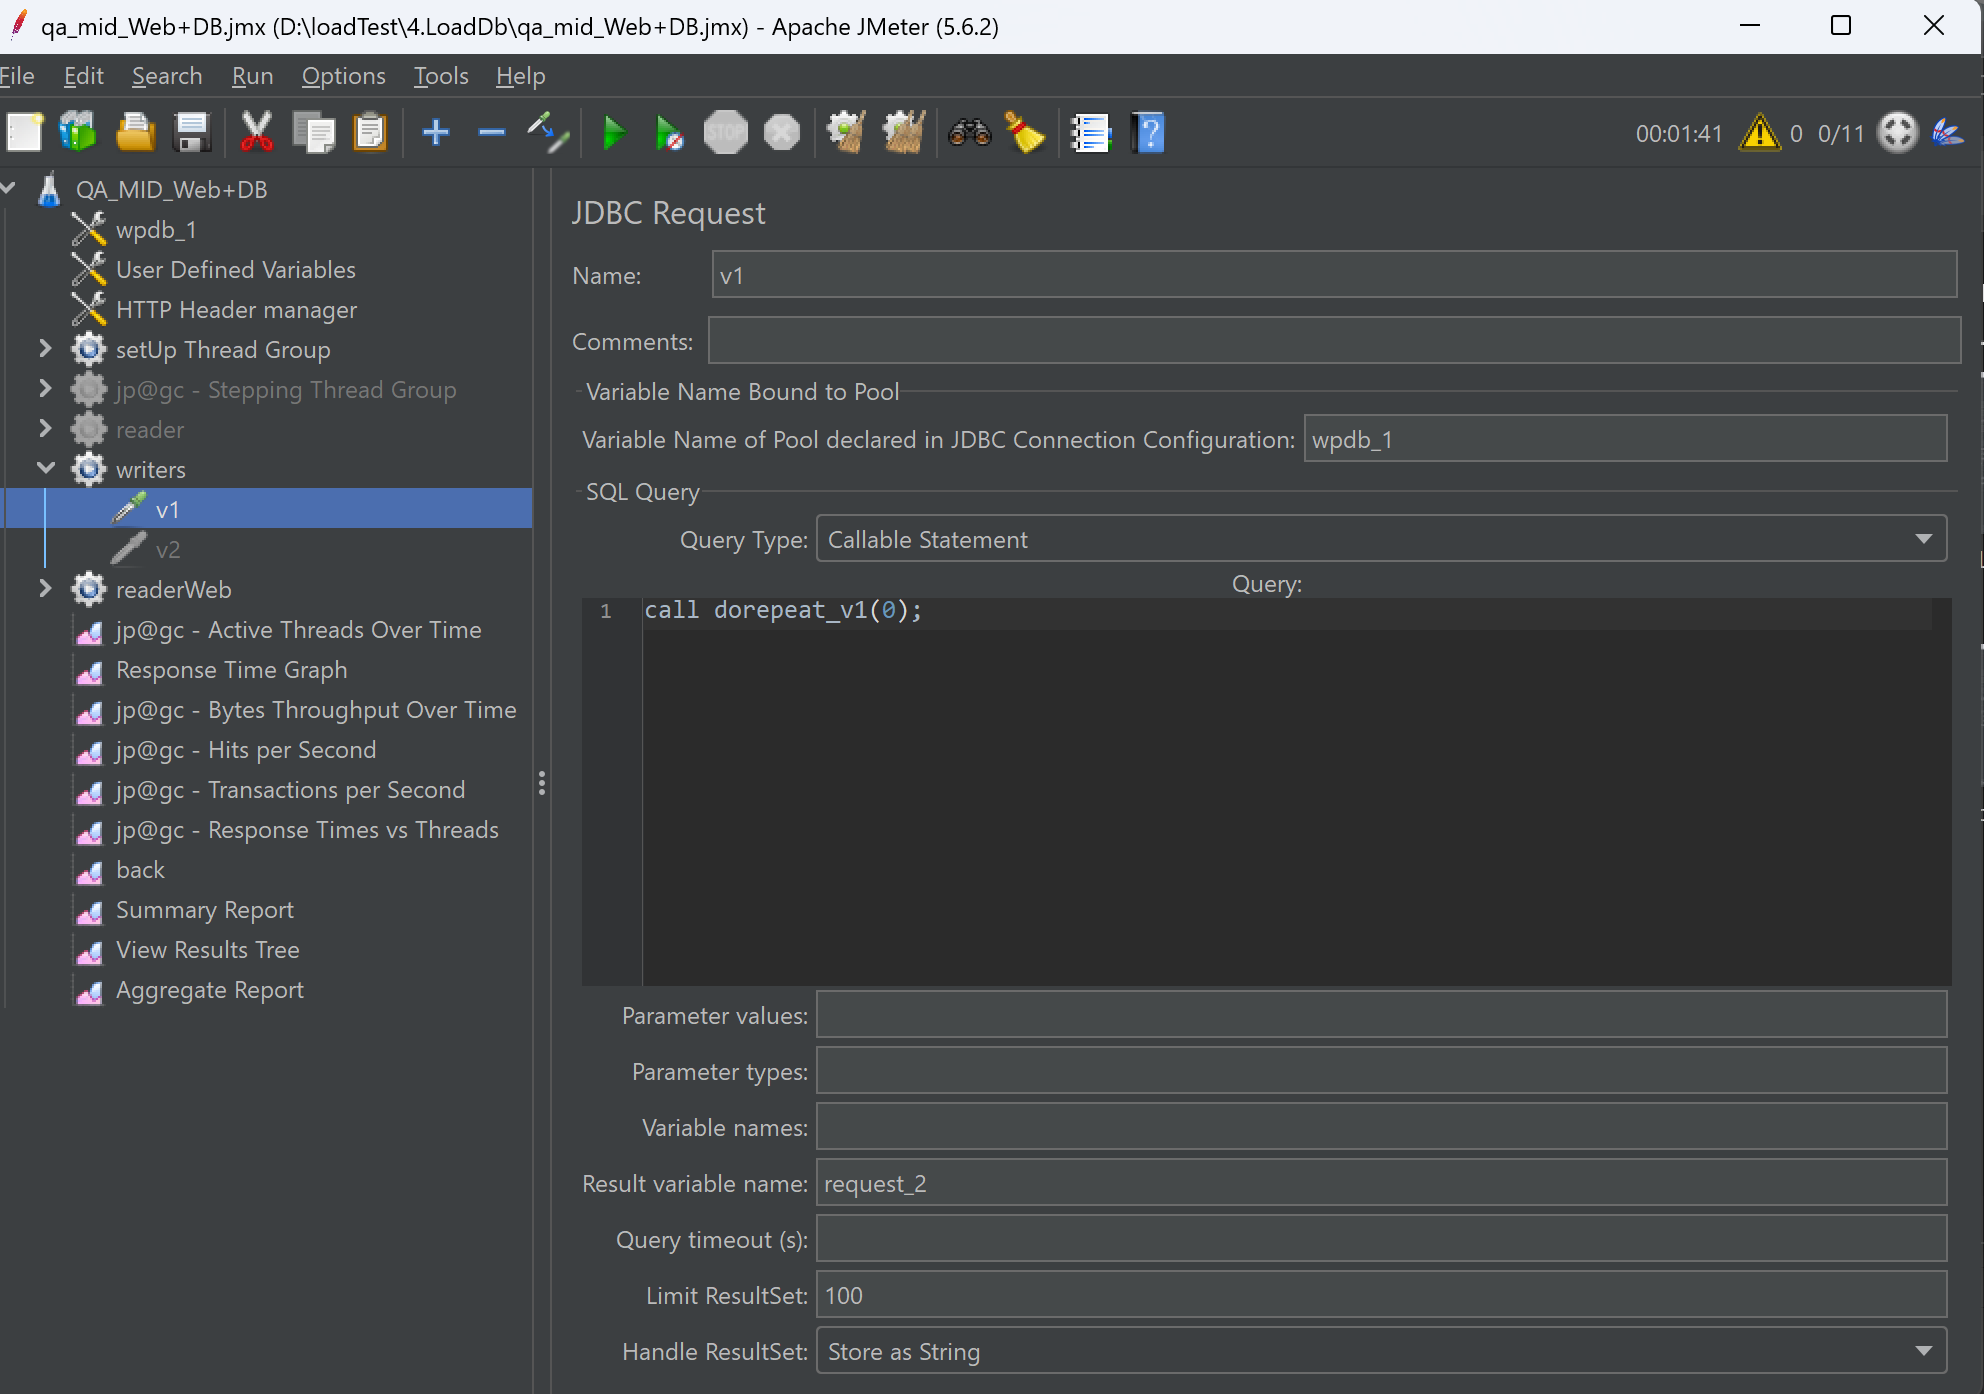 qa_mid_Web+DB.jmx (D:\loadTest\4.LoadDb\qa_mid_Web+DB.jmx) - Apache JMeter (5.6.2)
File Edit Search Run Options Tools Help
STOP
00:01:41 0 0/11
QA_MID_Web+DB
wpdb_1
User Defined Variables
HTTP Header manager
setUp Thread Group
jp@gc - Stepping Thread Group
reader
writers
v1
v2
readerWeb
jp@gc - Active Threads Over Time
Response Time Graph
jp@gc - Bytes Throughput Over Time
jp@gc - Hits per Second
jp@gc - Transactions per Second
jp@gc - Response Times vs Threads
back
Summary Report
View Results Tree
Aggregate Report
JDBC Request
Name: v1
Comments:
Variable Name Bound to Pool
Variable Name of Pool declared in JDBC Connection Configuration: wpdb_1
SQL Query
Query Type: Callable Statement
Query:
1 call dorepeat_v1(0);
Parameter values:
Parameter types:
Variable names:
Result variable name: request_2
Query timeout (s):
Limit ResultSet: 100
Handle ResultSet: Store as String